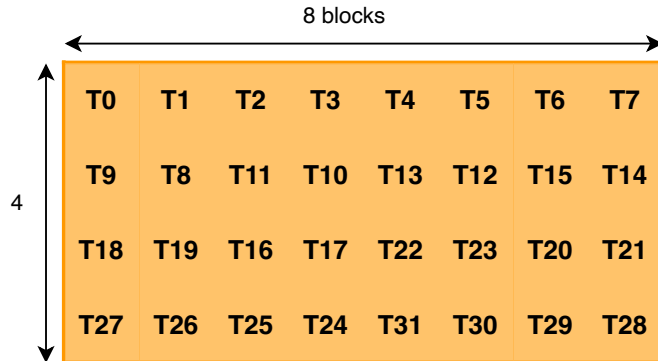 8 blocks
T0 T1 T2 T3 T4 T5 T6 T7
T9 T8 T11 T10 T13 T12 T15 T14
4
T18 T19 T16 T17 T22 T23 T20 T21
T27 T26 T25 T24 T31 T30 T29 T28